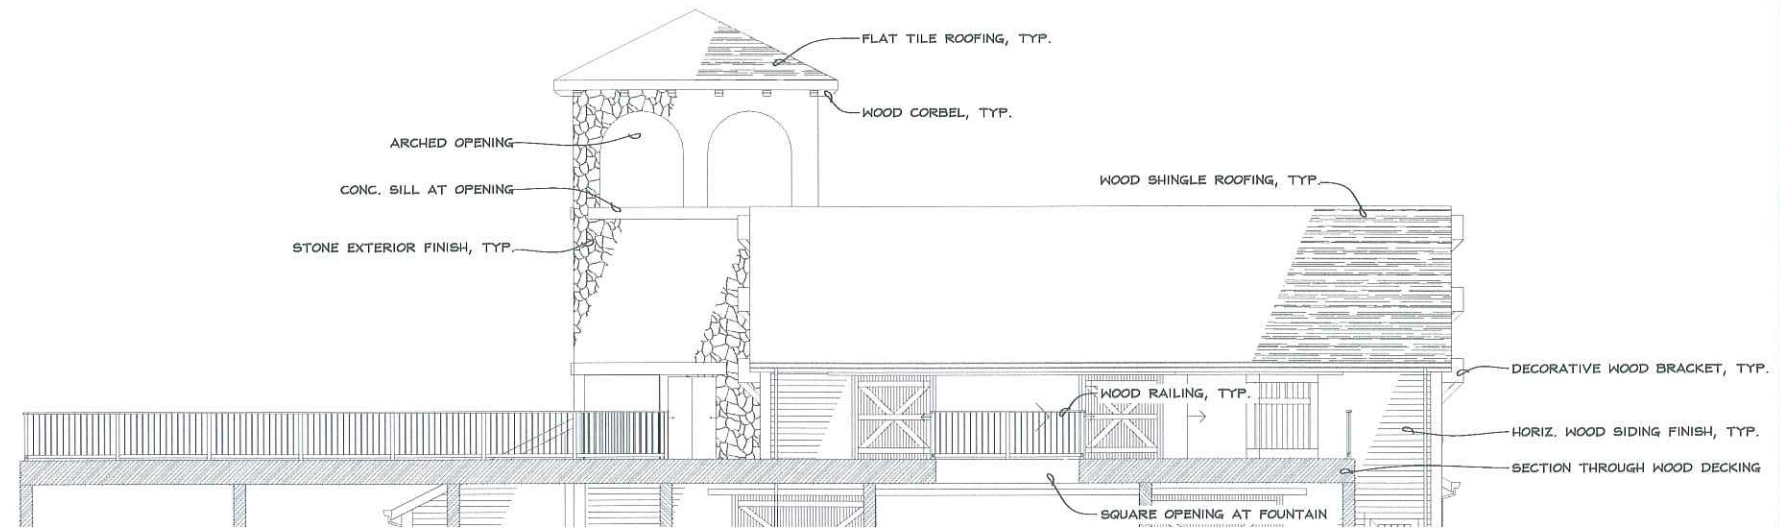 FLAT TILE ROOFING, TYP.
WOOD CORBEL, TYP.
ARCHED OPENING
WOOD SHINGLE ROOFING, TYP.
CONC. SILL AT OPENING
STONE EXTERIOR FINISH, TYP.
DECORATIVE WOOD BRACKET, TYP.
WOOD RAILING, TYP.
HORIZ. WOOD SIDING FINISH, TYP.
SECTION THROUGH WOOD DECKING
SQUARE OPENING AT FOUNTAIN